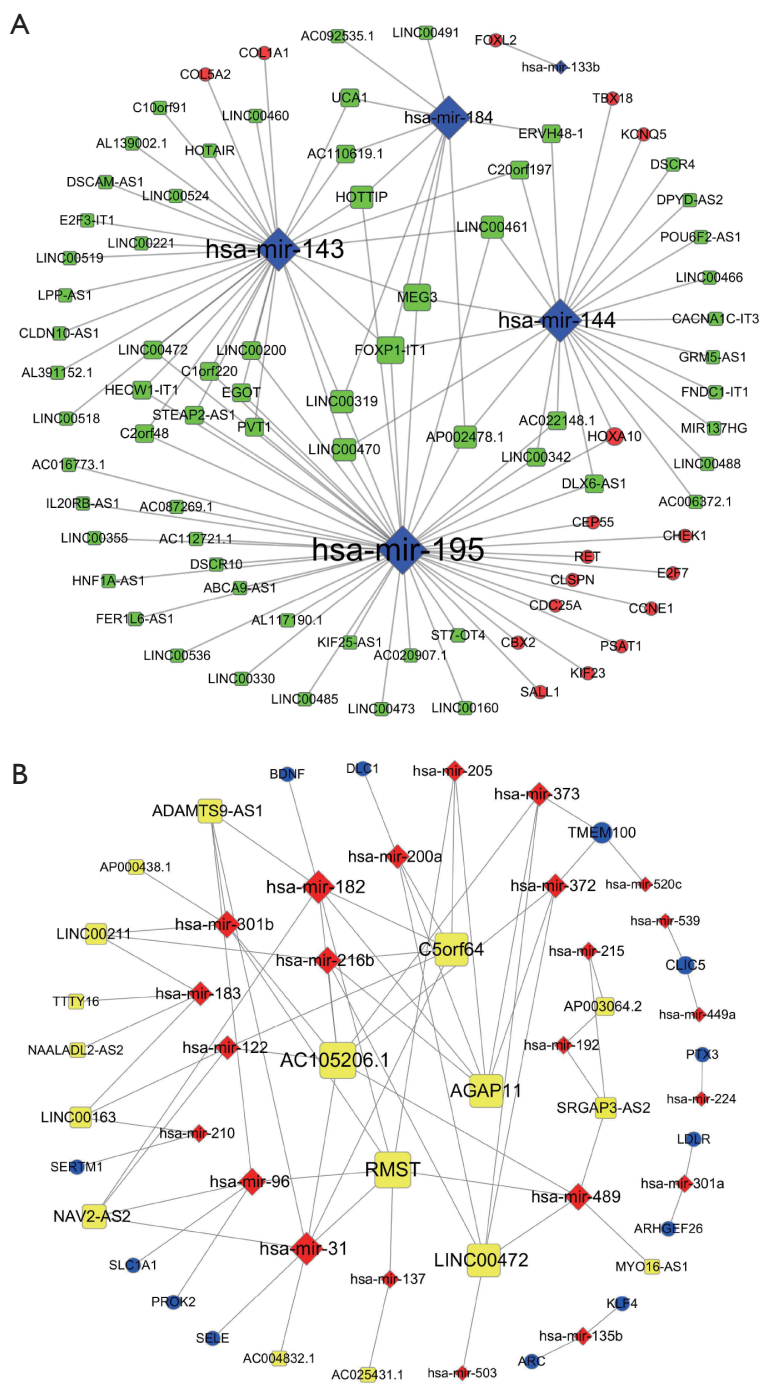 A
AC092535.1
LINC00491
FOXL2
COL1A1
COL5A2
hsa-mir-133b
UCA1
TBX18
C10orf91
LINC00460
hsa-mir-184
KCNQ5
AL139002.1
HOTAIR
AC110619.1
ERVH48-1
DSCR4
C20orf197
DSCAM-AS1
LINC00524
HOTTIP
DPYD-AS2
E2F3-IT1
LINC00461
POU6F2-AS1
LINC00221
hsa-mir-143
LINC00519
LINC00466
LPP-AS1
MEG3
hsa-mir-144
CACNA1C-IT3
CLDN10-AS1
LINC00472
LINC00200
FOXP1-IT1
GRM5-AS1
AL391152.1
C1orf220
HECW1-IT1
EGOT
FNDC1-IT1
LINC00319
LINC00518
STEAP2-AS1
AC022148.1
MIR137HG
C2orf48
PVT1
AP002478.1
HOXA10
LINC00470
LINC00342
LINC00488
AC016773.1
DLX6-AS1
AC006372.1
IL20RB-AS1
AC087269.1
CEP55
LINC00355
AC112721.1
hsa-mir-195
CHEK1
DSCR10
RET
HNF1A-AS1
ABCA9-AS1
CLSPN
E2F7
FER1L6-AS1
AL117190.1
CDC25A
CCNE1
KIF25-AS1
ST7-OT4
CBX2
PSAT1
LINC00536
AC020907.1
LINC00330
KIF23
LINC00485
LINC00473
LINC00160
SALL1
B
BDNF
DLC1
hsa-mir-205
hsa-mir-373
ADAMTS9-AS1
TMEM100
AP000438.1
hsa-mir-200a
hsa-mir-182
hsa-mir-372
hsa-mir-520c
hsa-mir-301b
LINC00211
C5orf64
hsa-mir-539
hsa-mir-216b
hsa-mir-215
CLIC5
hsa-mir-183
TTTY16
AP003064.2
hsa-mir-449a
NAALADL2-AS2
hsa-mir-122
AC105206.1
hsa-mir-192
PTX3
AGAP11
LINC00163
SRGAP3-AS2
hsa-mir-224
hsa-mir-210
SERTM1
RMST
LDLR
hsa-mir-96
hsa-mir-489
hsa-mir-301a
NAV2-AS2
ARHGEF26
hsa-mir-31
LINC00472
SLC1A1
MYO16-AS1
hsa-mir-137
PROK2
KLF4
SELE
hsa-mir-135b
AC004832.1
AC025431.1
hsa-mir-503
ARC